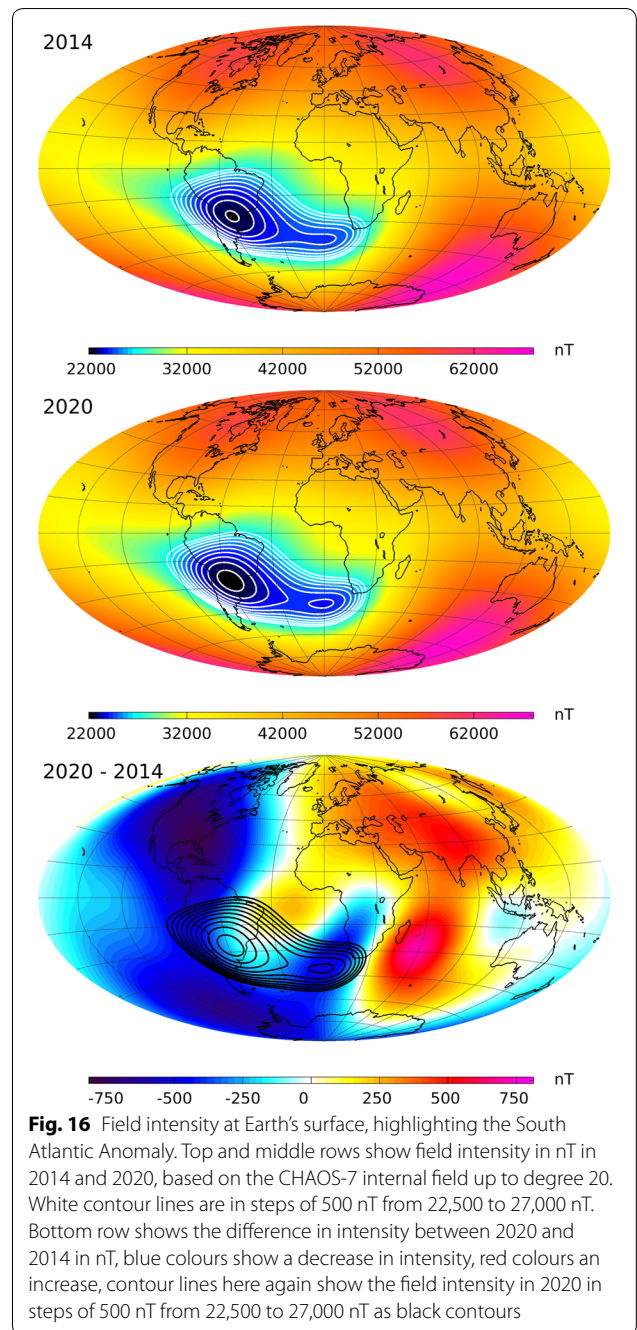 2014
nT
22000 32000 42000 52000 62000
2020
nT
22000 32000 42000 52000 62000
2020 - 2014
nT
-750 -500 -250 0 250 500 750
Fig. 16 Field intensity at Earth’s surface, highlighting the South
Atlantic Anomaly. Top and middle rows show field intensity in nT in
2014 and 2020, based on the CHAOS-7 internal field up to degree 20.
White contour lines are in steps of 500 nT from 22,500 to 27,000 nT.
Bottom row shows the difference in intensity between 2020 and
2014 in nT, blue colours show a decrease in intensity, red colours an
increase, contour lines here again show the field intensity in 2020 in
steps of 500 nT from 22,500 to 27,000 nT as black contours